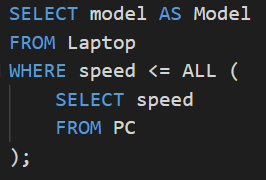 SELECT model AS Model
FROM Laptop
WHERE speed <= ALL (
    SELECT speed
    FROM PC
);